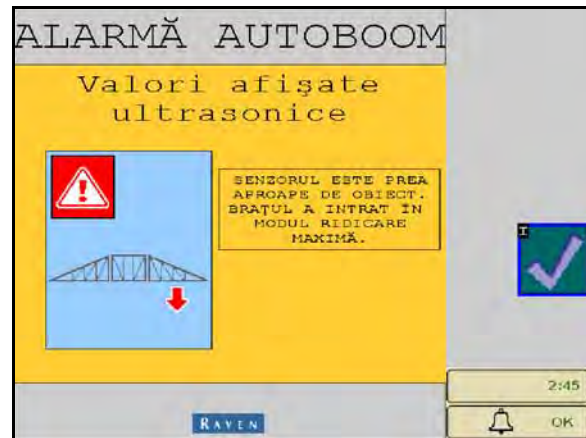 ALARMĂ AUTOBOOM
Valori afişate
ultrasonice
SENZORUL ESTE PREA
APROAPE DE OBIECT.
BRAŢUL A INTRAT ÎN
MODUL RIDICARE
MAXIMĂ.
I
2:45
RAVEN
OK